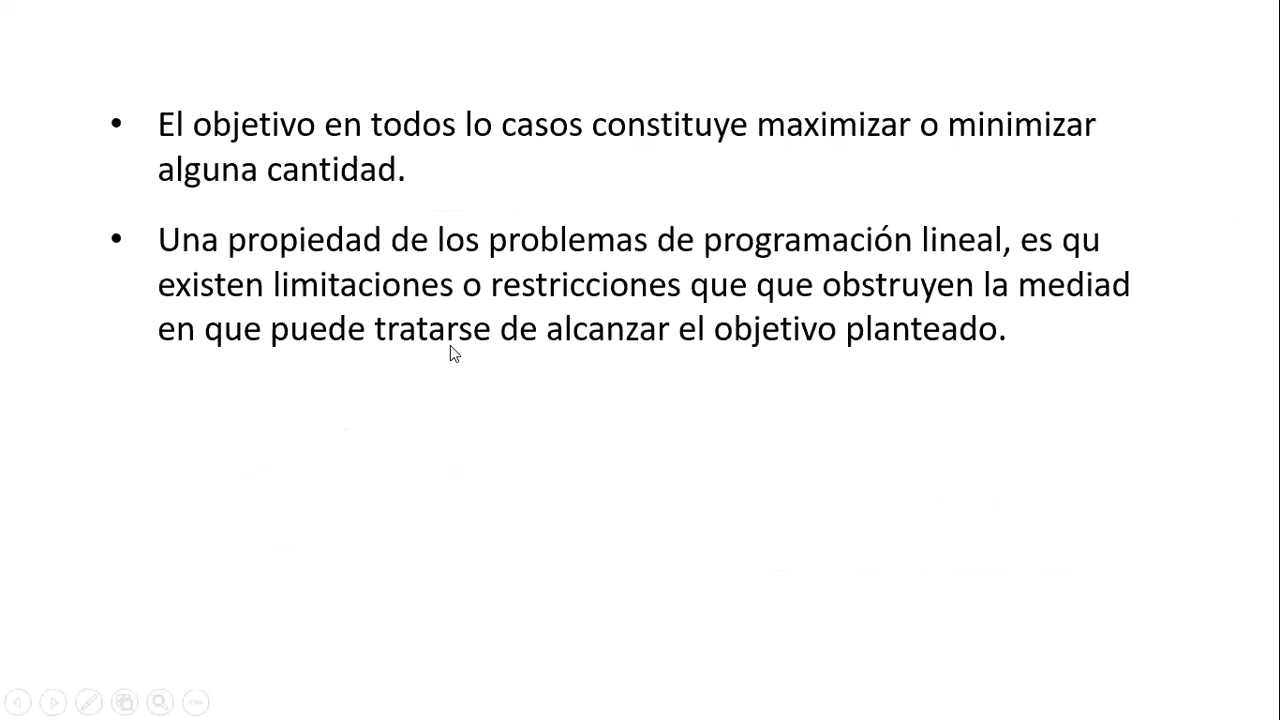 • El objetivo en todos lo casos constituye maximizar o minimizar
alguna cantidad.
• Una propiedad de los problemas de programación lineal, es qu
existen limitaciones o restricciones que que obstruyen la mediad
en que puede tratarse de alcanzar el objetivo planteado.